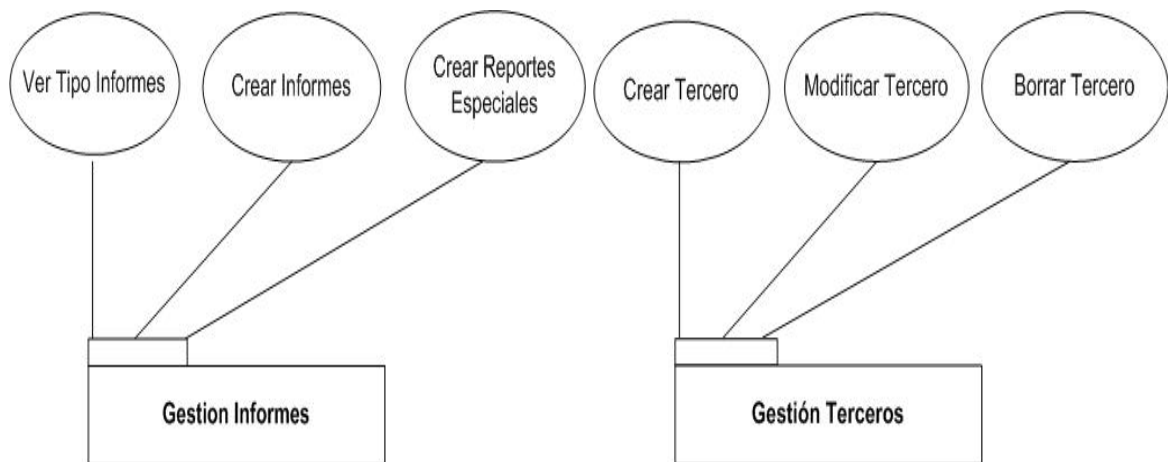 Ver Tipo Informes
Crear Informes
Crear Reportes
Especiales
Crear Tercero
Modificar Tercero
Borrar Tercero
Gestion Informes
Gestión Terceros